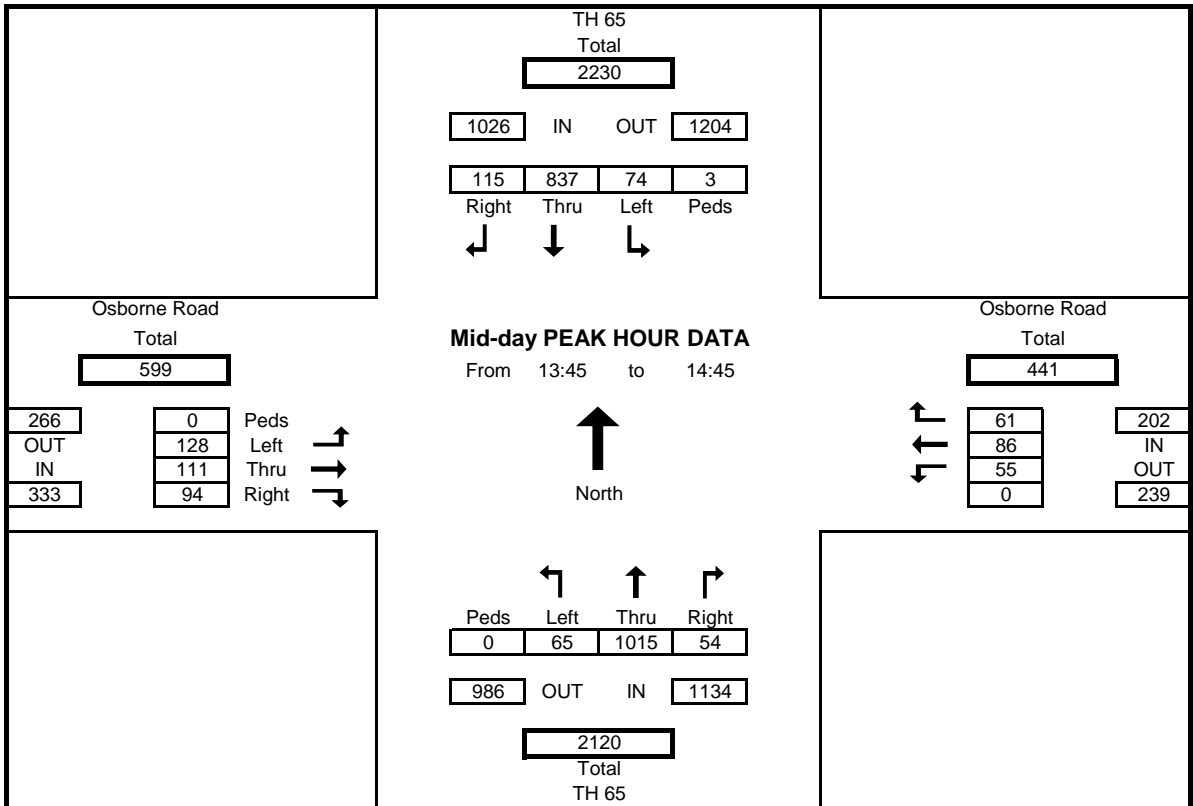 TH 65
Total
2230
1026 IN OUT 1204
115 837 74 3
Right Thru Left Peds
Osborne Road
Total
599
266 0 Peds
OUT 128 Left
IN 111 Thru
333 94 Right
Mid-day PEAK HOUR DATA
From 13:45 to 14:45
North
Osborne Road
Total
441
61 202
86 IN
55 OUT
0 239
Peds Left Thru Right
0 65 1015 54
986 OUT IN 1134
2120
Total
TH 65